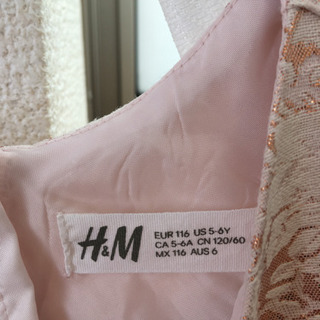 H&M
EUR 116 US 5-6Y
CA 5-6A CN 120/60
MX 116 AUS 6